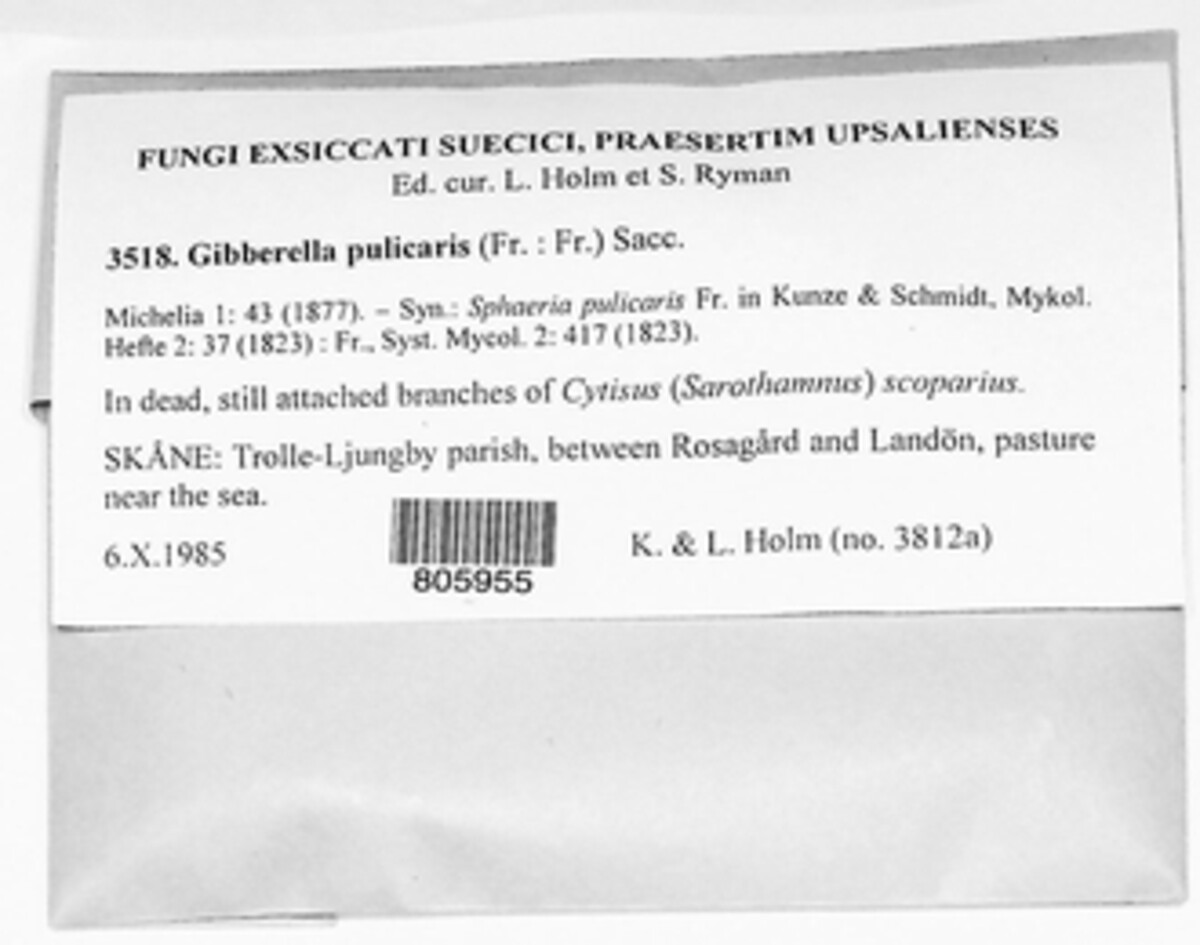 FUNGI EXSICCATI SUECICI, PRAESERTIM UPSALIENSES
Ed. cur. L. Holm et S. Ryman
3518. Gibberella pulicaris (Fr. : Fr.) Sacc.
Michelia 1: 43 (1877). – Syn.: Sphaeria pulicaris Fr. in Kunze & Schmidt, Mykol.
Hefte 2: 37 (1823) : Fr., Syst. Mycol. 2: 417 (1823).
In dead, still attached branches of Cytisus (Sarothamnus) scoparius.
SKÅNE: Trolle-Ljungby parish, between Rosagård and Landön, pasture
near the sea.
6.X.1985
K. & L. Holm (no. 3812a)
805955